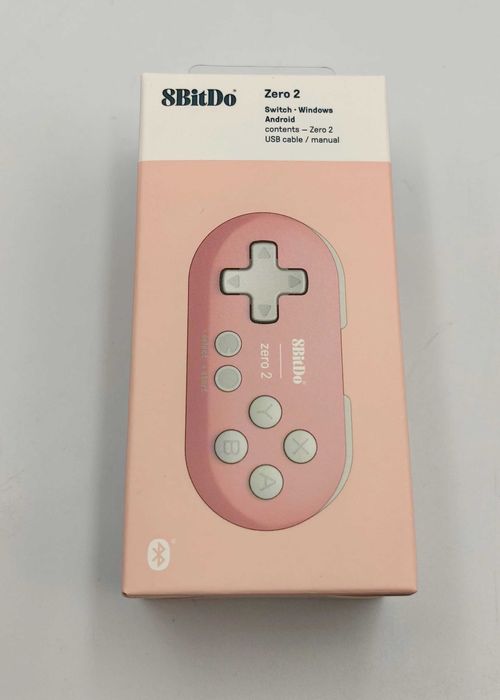 8BitDo
Zero 2
Switch · Windows
Android
contents – Zero 2
USB cable / manual
8BitDo
zero 2
Y
B
X
A